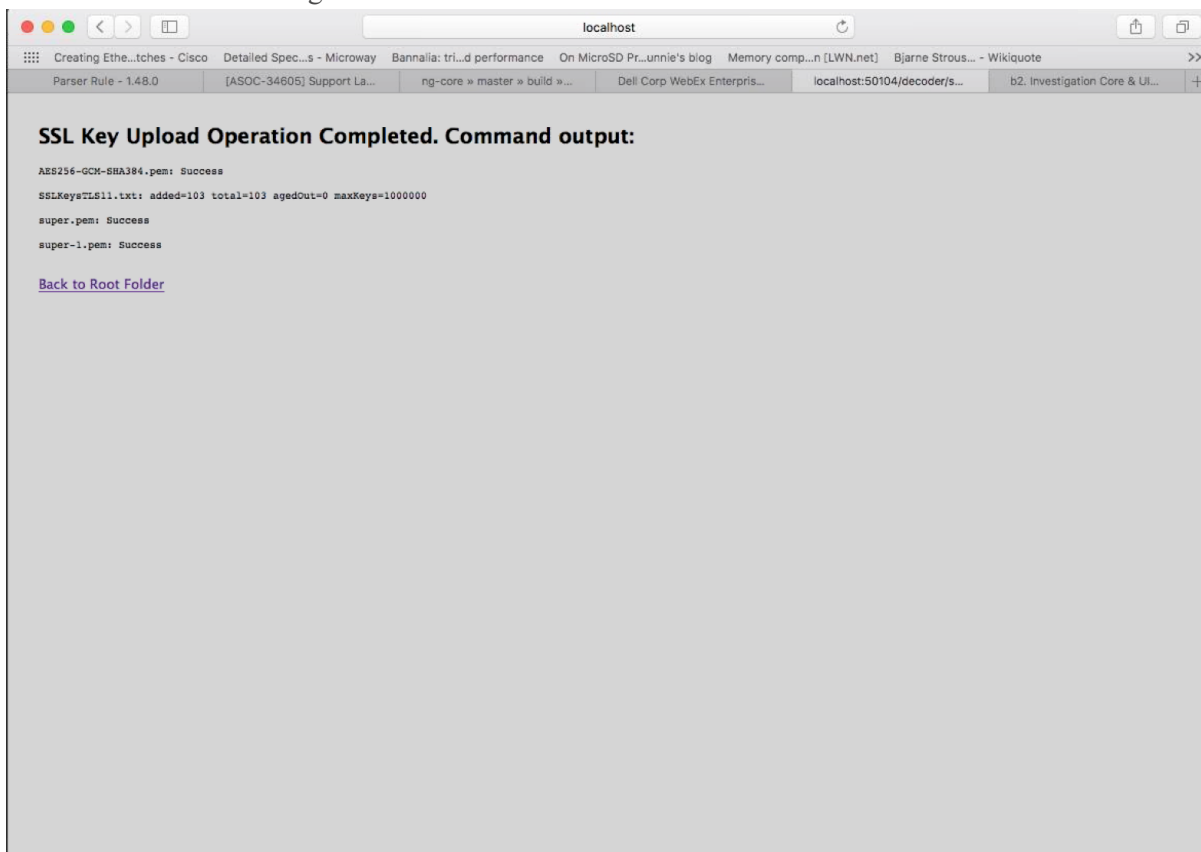 localhost
Creating Ethe...tches - Cisco Detailed Spec...s - Microway Bannalia: tri...d performance On MicroSD Pr...unnie's blog Memory comp...n [LWN.net] Bjarne Strous... - Wikiquote >>
Parser Rule - 1.48.0 [ASOC-34605] Support La... ng-core » master » build »... Dell Corp WebEx Enterpris... localhost:50104/decoder/s... b2. Investigation Core & UI... +
SSL Key Upload Operation Completed. Command output:
AES256-GCM-SHA384.pem: Success
SSLKeysTLS11.txt: added=103 total=103 agedOut=0 maxKeys=1000000
super.pem: Success
super-1.pem: Success
Back to Root Folder